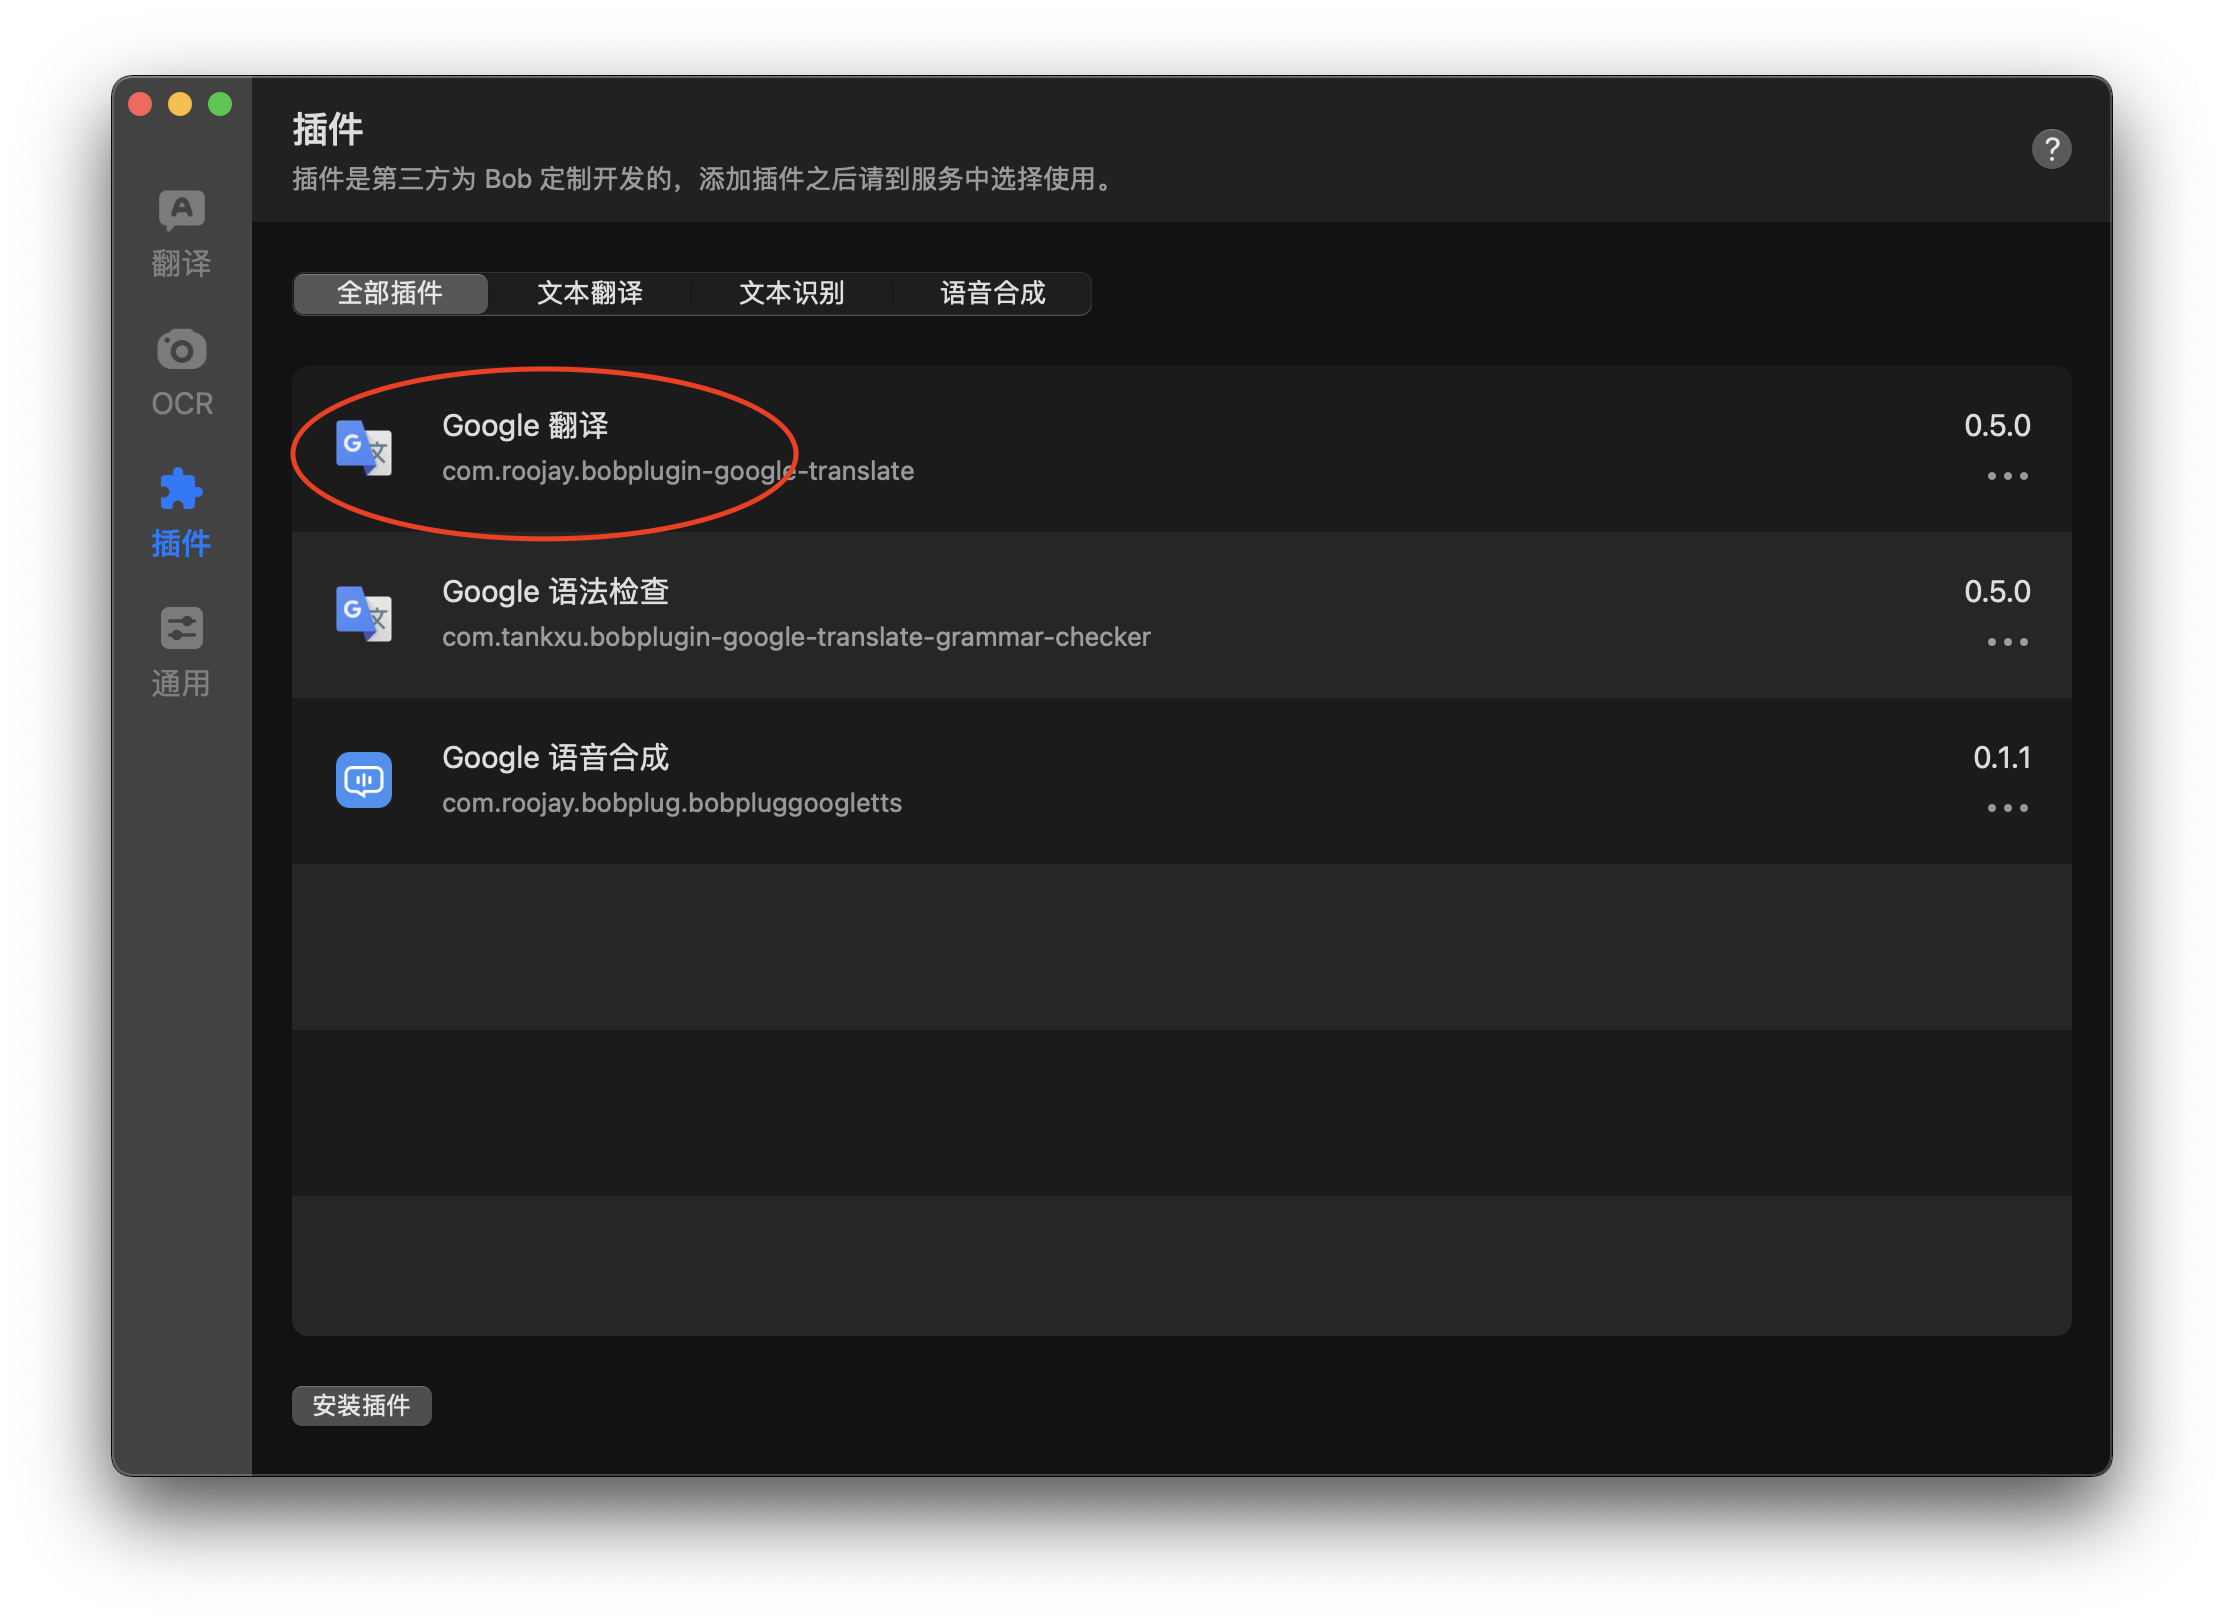 插件
插件是第三方为 Bob 定制开发的，添加插件之后请到服务中选择使用。
?
翻译
OCR
插件
通用
全部插件 文本翻译 文本识别 语音合成
Google 翻译 0.5.0
com.roojay.bobplugin-google-translate
Google 语法检查 0.5.0
com.tankxu.bobplugin-google-translate-grammar-checker
Google 语音合成 0.1.1
com.roojay.bobplug.bobpluggoogletts
安装插件